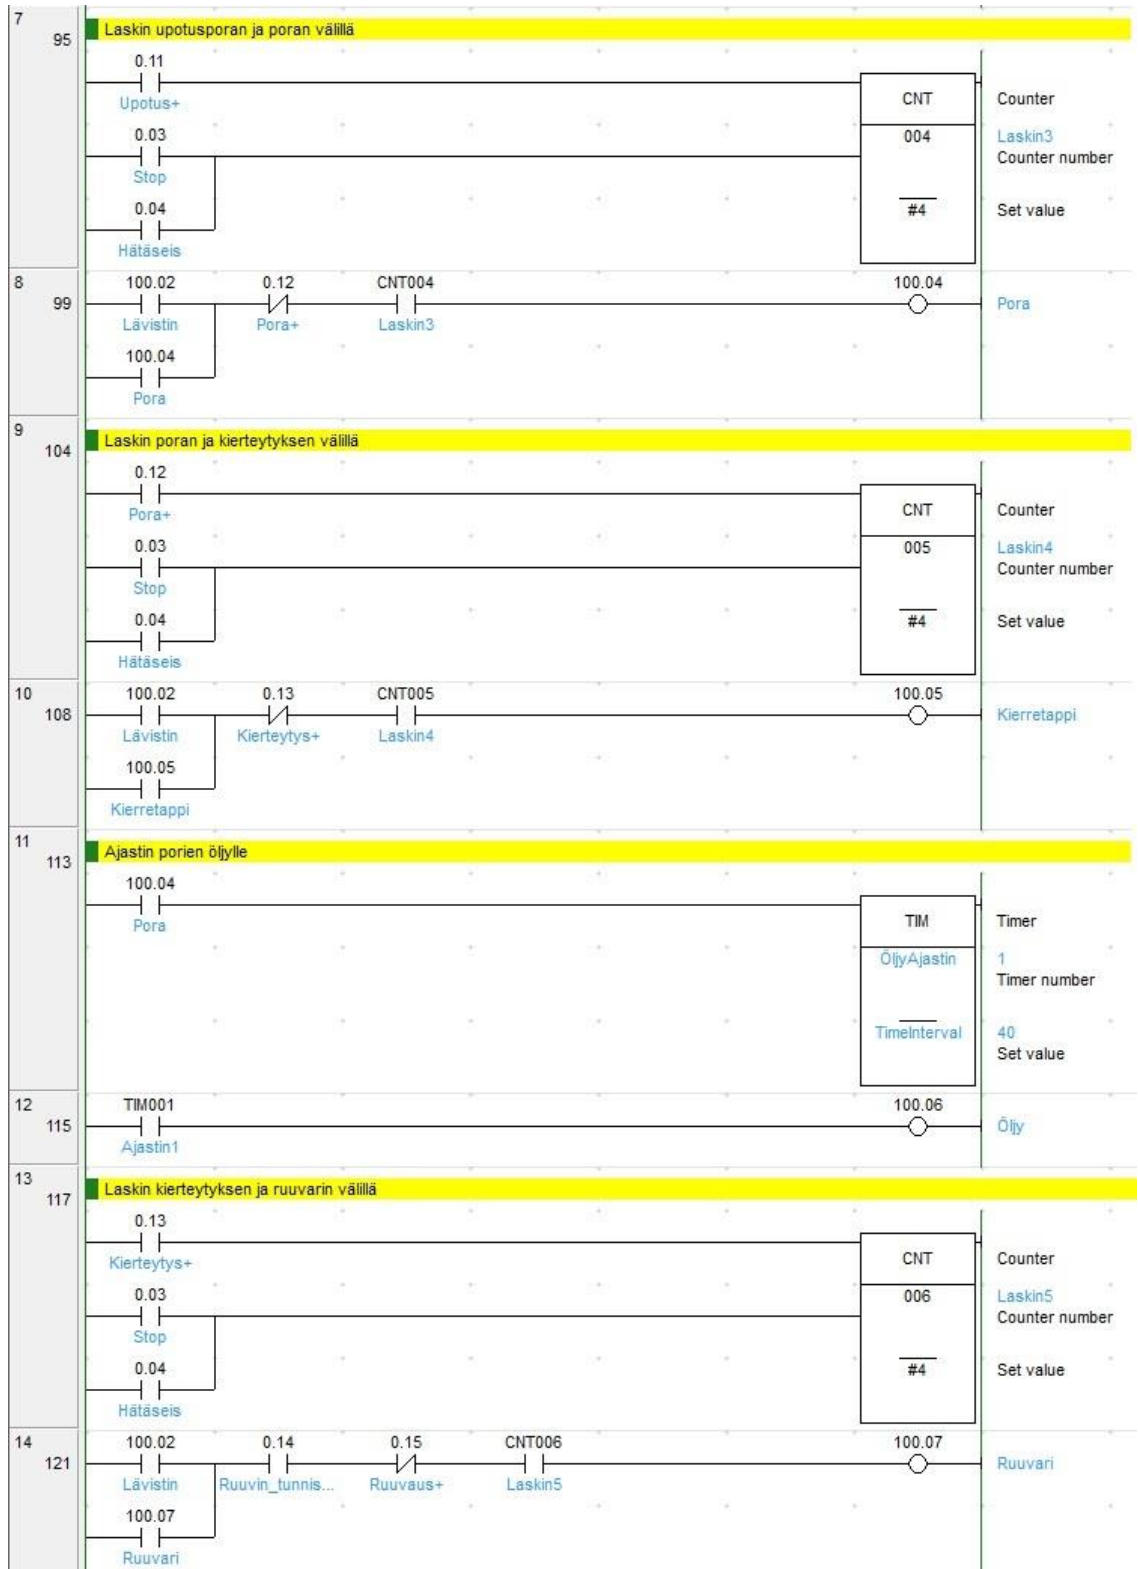 7
95
Laskin upotusporan ja poran välillä
0.11
Upotus+
CNT
Counter
0.03
Stop
004
Laskin3
Counter number
0.04
Hätäseis
#4
Set value
8
99
100.02 0.12 CNT004 100.04
Lävistin Pora+ Laskin3 Pora
100.04
Pora
9
104
Laskin poran ja kierteytyksen välillä
0.12
Pora+
CNT
Counter
0.03
Stop
005
Laskin4
Counter number
0.04
Hätäseis
#4
Set value
10
108
100.02 0.13 CNT005 100.05
Lävistin Kierteytys+ Laskin4 Kierretappi
100.05
Kierretappi
11
113
Ajastin porien öljylle
100.04
Pora
TIM
Timer
ÖljyAjastin
1
Timer number
TimeInterval
40
Set value
12
115
TIM001 100.06
Ajastin1 Öljy
13
117
Laskin kierteytyksen ja ruuvarin välillä
0.13
Kierteytys+
CNT
Counter
0.03
Stop
006
Laskin5
Counter number
0.04
Hätäseis
#4
Set value
14
121
100.02 0.14 0.15 CNT006 100.07
Lävistin Ruuvin_tunnis... Ruuvaus+ Laskin5 Ruuvari
100.07
Ruuvari